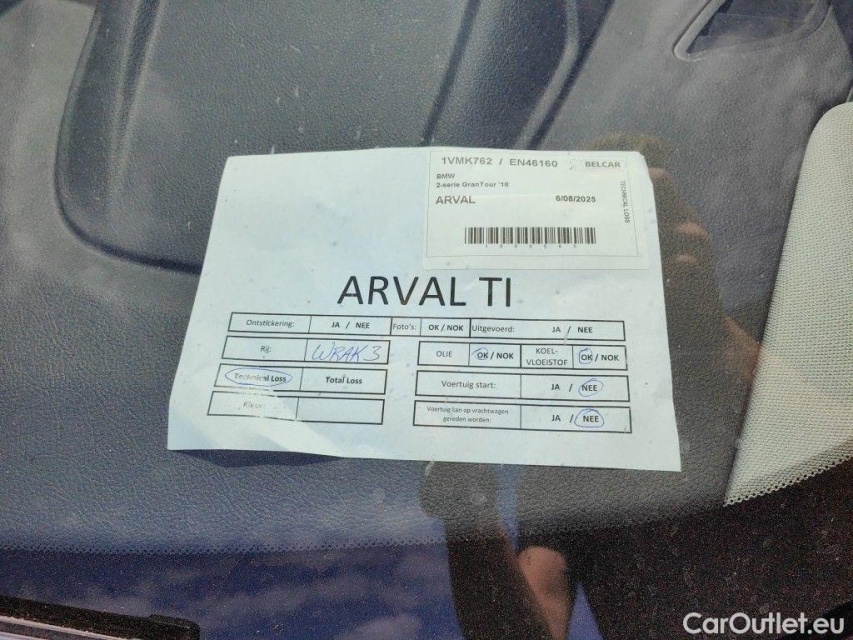 1VMK762 / EN46160 BELCAR
BMW
2-serie GranTour '18
ARVAL 6/08/2025
TECHNICAL LOSS
ARVAL TI
Ontstickering: JA / NEE Foto's: OK / NOK Uitgevoerd: JA / NEE
Rij: WRAK 3 OLIE OK / NOK KOEL-
VLOEISTOF OK / NOK
Technical Loss Total Loss Voertuig start: JA / NEE
Voertuig kan op vrachtwagen
gereden worden: JA / NEE
CarOutlet.eu